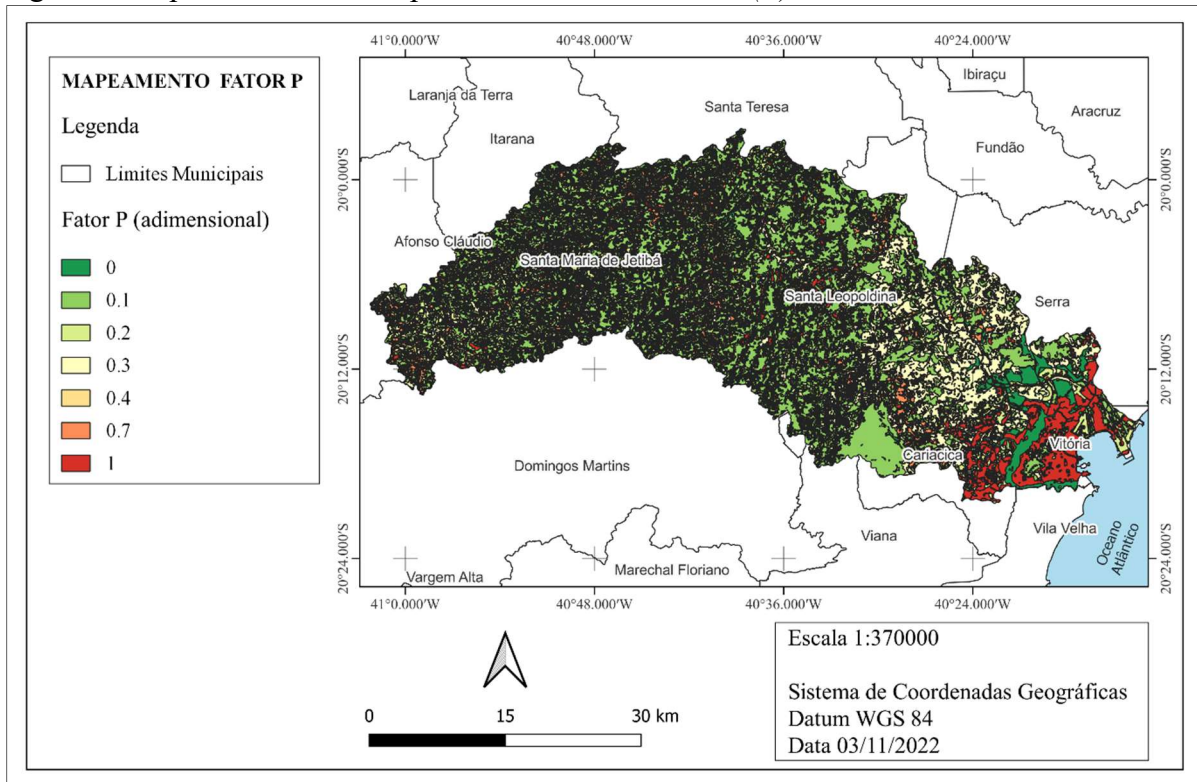 MAPEAMENTO FATOR P
Legenda
Limites Municipais
Fator P (adimensional)
0
0.1
0.2
0.3
0.4
0.7
1
41°0.000'W 40°48.000'W 40°36.000'W 40°24.000'W
20°0.000'S
20°12.000'S
20°24.000'S
Laranja da Terra
Itarana
Santa Teresa
Ibiraçu
Aracruz
Fundão
Afonso Cláudio
Santa Maria de Jetibá
Santa Leopoldina
Serra
Domingos Martins
Cariacica
Vitória
Viana
Vila Velha
Oceano
Atlântico
Vargem Alta
Marechal Floriano
20°0.000'S
20°12.000'S
20°24.000'S
41°0.000'W 40°48.000'W 40°36.000'W 40°24.000'W
0 15 30 km
Escala 1:370000
Sistema de Coordenadas Geográficas
Datum WGS 84
Data 03/11/2022